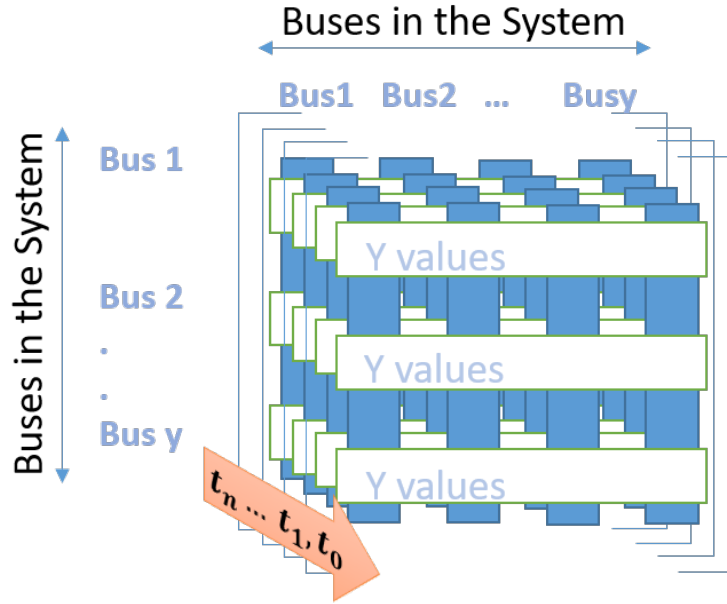 Buses in the System
Bus1 Bus2 ... Busy
Buses in the System
Bus 1
Bus 2
.
.
Bus y
Y values
Y values
Y values
tₙ ... t₁, t₀